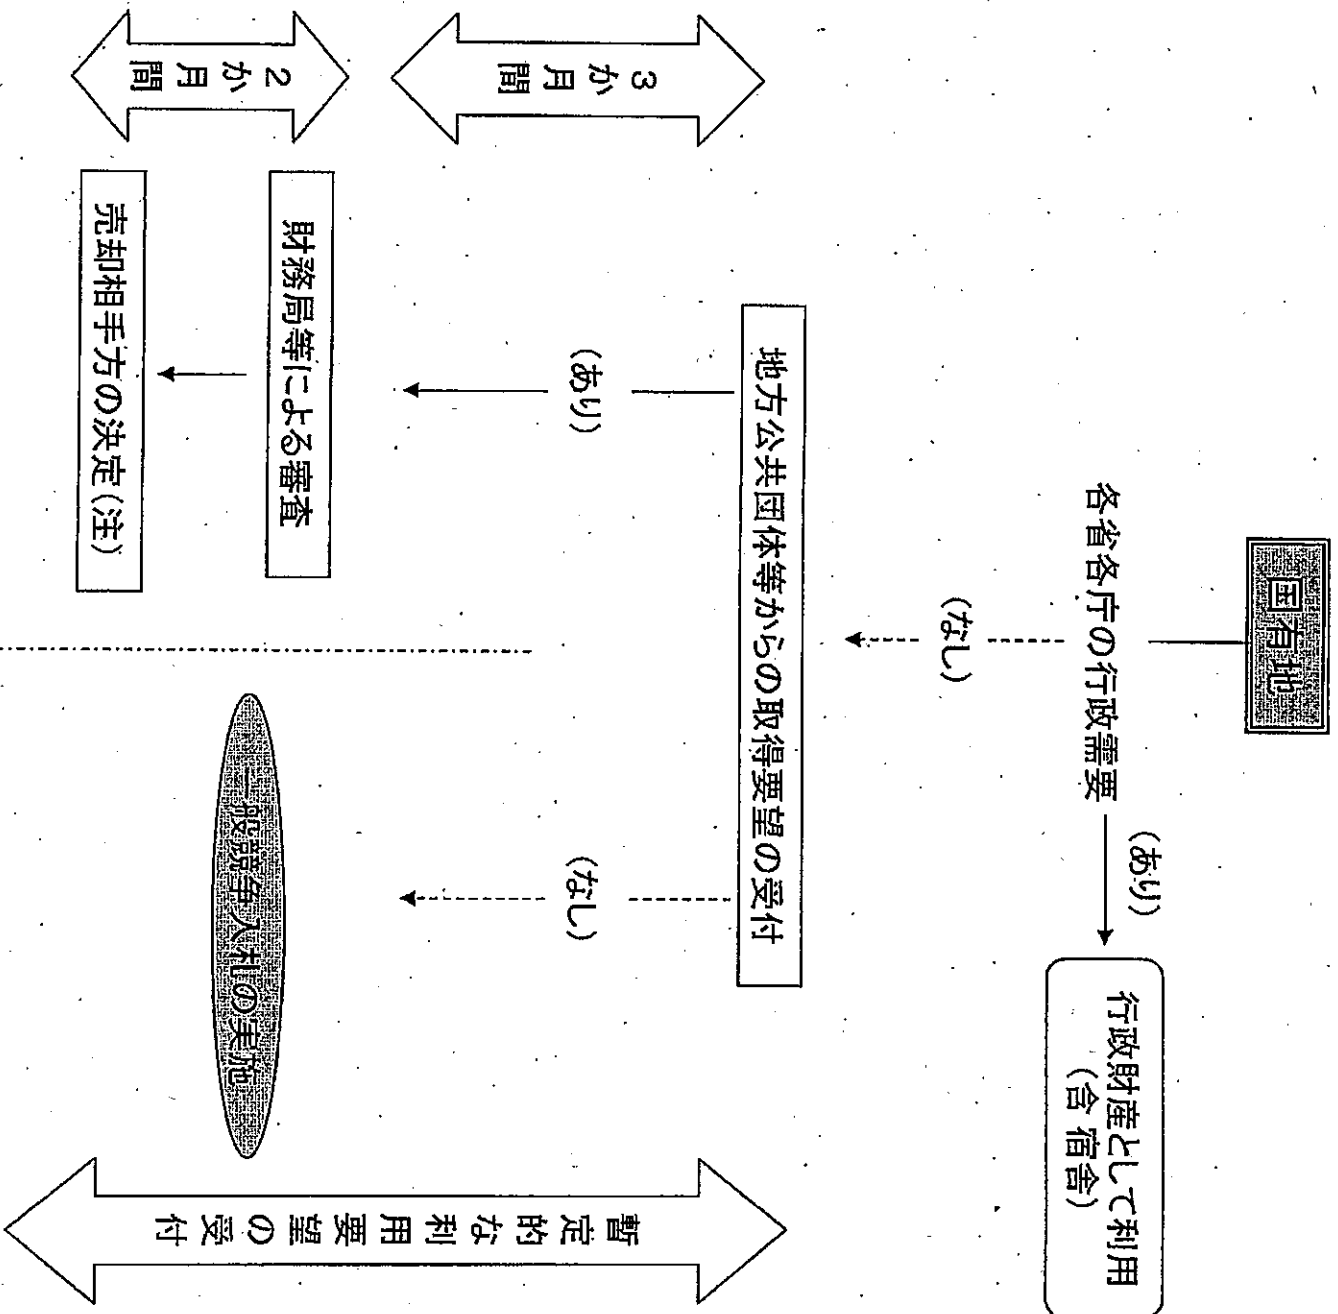 国有地
各省各庁の行政需要
(あり)
行政財産として利用
(含 宿舎)
(なし)
地方公共団体等からの取得要望の受付
3か月間
(あり)
(なし)
財務局等による審査
2か月間
売却相手方の決定(注)
一般競争入札の実施
暫定的な利用要望の受付